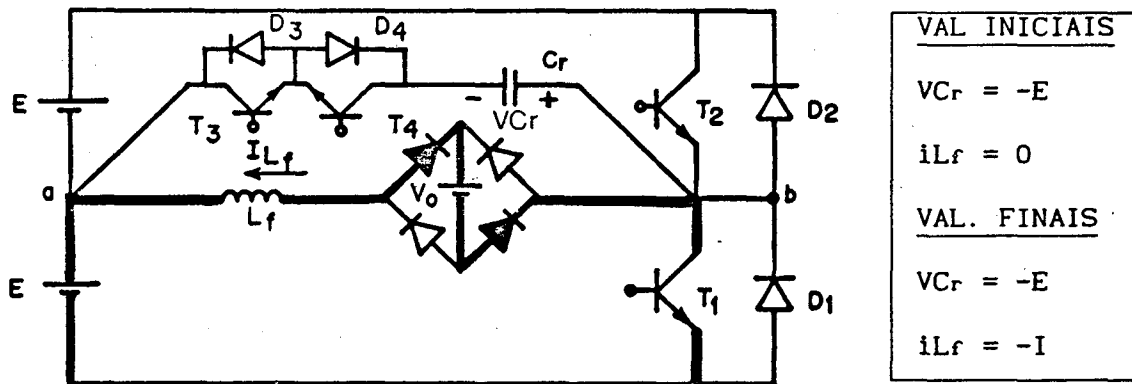 D3
D4
E
Cr
T3
- VCr +
T4
T2
D2
ILf
a
Lf
Vo
b
E
T1
D1
VAL INICIAIS
VCr = -E
iLf = 0
VAL. FINAIS
VCr = -E
iLf = -I